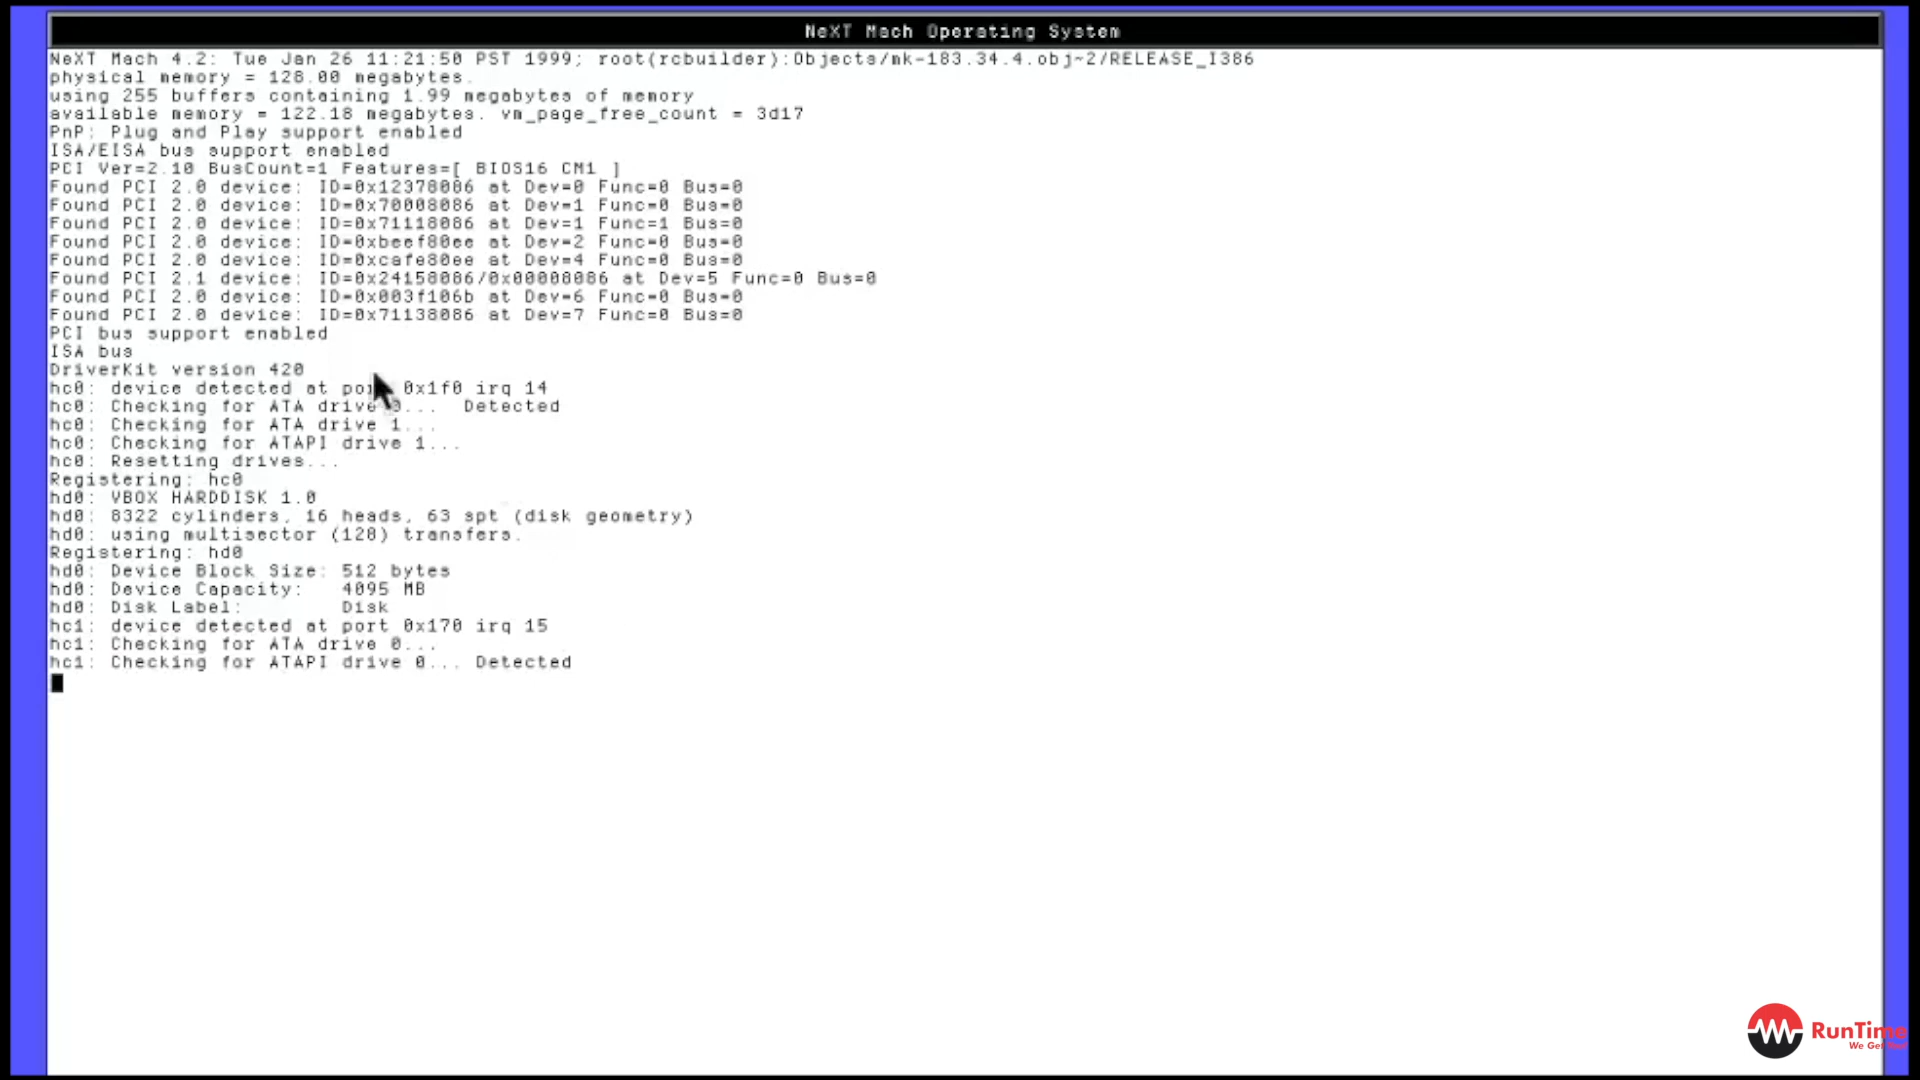 NeXT Mach Operating System
NeXT Mach 4.2: Tue Jan 26 11:21:50 PST 1999; root(rcbuilder):Objects/mk-183.34.4.obj~2/RELEASE_I386
physical memory = 128.00 megabytes.
using 255 buffers containing 1.99 megabytes of memory
available memory = 122.18 megabytes. vm_page_free_count = 3d17
PnP: Plug and Play support enabled
ISA/EISA bus support enabled
PCI Ver=2.10 BusCount=1 Features=[ BIOS16 CM1 ]
Found PCI 2.0 device: ID=0x12378086 at Dev=0 Func=0 Bus=0
Found PCI 2.0 device: ID=0x70008086 at Dev=1 Func=0 Bus=0
Found PCI 2.0 device: ID=0x71118086 at Dev=1 Func=1 Bus=0
Found PCI 2.0 device: ID=0xbeef80ee at Dev=2 Func=0 Bus=0
Found PCI 2.0 device: ID=0xcafe80ee at Dev=4 Func=0 Bus=0
Found PCI 2.1 device: ID=0x24158086/0x00008086 at Dev=5 Func=0 Bus=0
Found PCI 2.0 device: ID=0x003f106b at Dev=6 Func=0 Bus=0
Found PCI 2.0 device: ID=0x71138086 at Dev=7 Func=0 Bus=0
PCI bus support enabled
ISA bus
DriverKit version 420
hc0: device detected at port 0x1f0 irq 14
hc0: Checking for ATA drive 0... Detected
hc0: Checking for ATA drive 1...
hc0: Checking for ATAPI drive 1...
hc0: Resetting drives...
Registering: hc0
hd0: VBOX HARDDISK 1.0
hd0: 8322 cylinders, 16 heads, 63 spt (disk geometry)
hd0: using multisector (128) transfers.
Registering: hd0
hd0: Device Block Size: 512 bytes
hd0: Device Capacity: 4095 MB
hd0: Disk Label: Disk
hc1: device detected at port 0x170 irq 15
hc1: Checking for ATA drive 0...
hc1: Checking for ATAPI drive 0... Detected
RunTime
We Get